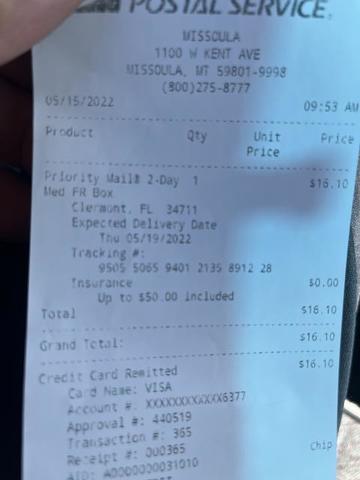 POSTAL SERVICE.
MISSOULA
1100 W KENT AVE
MISSOULA, MT 59801-9998
(800)275-8777
05/15/2022 09:53 AM
Product Qty Unit Price
Price
Priority Mail® 2-Day 1 $16.10
Med FR Box
Clermont, FL 34711
Expected Delivery Date
Thu 05/19/2022
Tracking #:
9505 5065 9401 2135 8912 28
Insurance $0.00
Up to $50.00 included
Total $16.10
Grand Total: $16.10
Credit Card Remitted $16.10
Card Name: VISA
Account #: XXXXXXXXXXXX6377
Approval #: 440519
Transaction #: 365
Receipt #: 000365
AID: A0000000031010 Chip